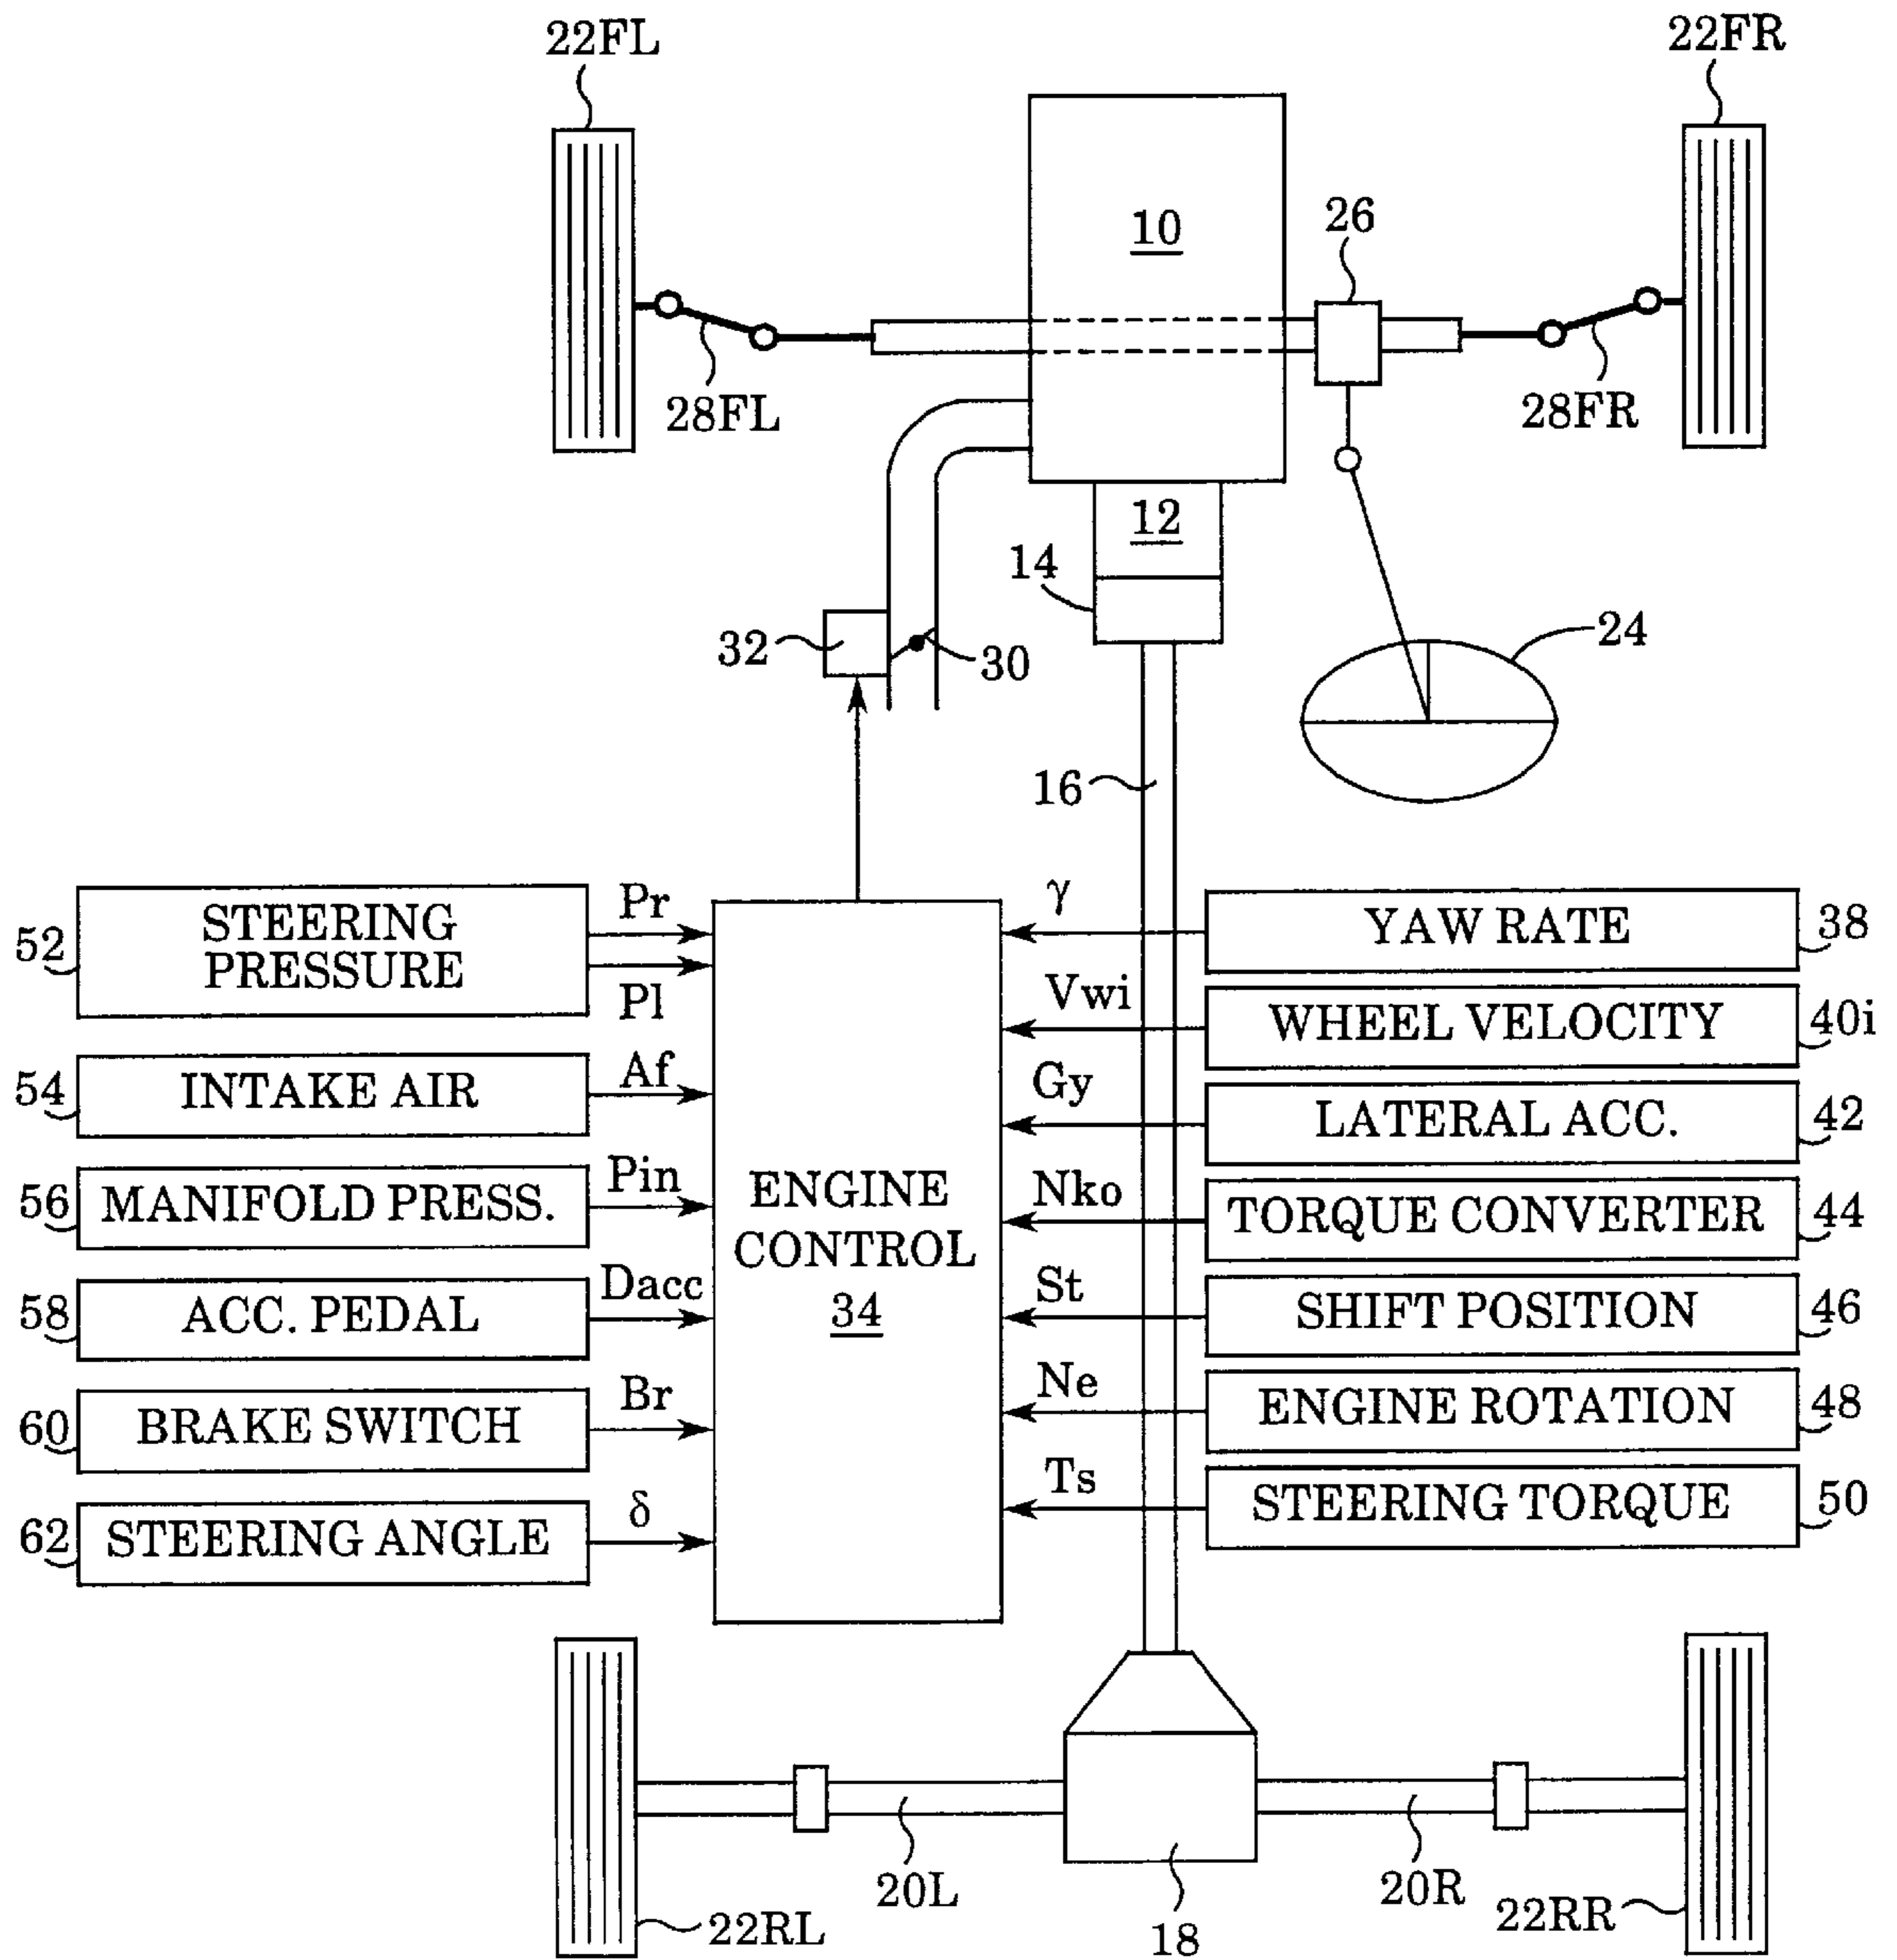 22FL
22FR
10
26
28FL
28FR
12
14
32
30
24
16
52
STEERING
PRESSURE
Pr
Pl
54
INTAKE AIR
Af
56
MANIFOLD PRESS.
Pin
58
ACC. PEDAL
Dacc
60
BRAKE SWITCH
Br
62
STEERING ANGLE
δ
ENGINE
CONTROL
34
γ
YAW RATE
38
Vwi
WHEEL VELOCITY
40i
Gy
LATERAL ACC.
42
Nko
TORQUE CONVERTER
44
St
SHIFT POSITION
46
Ne
ENGINE ROTATION
48
Ts
STEERING TORQUE
50
20L
20R
22RL
18
22RR